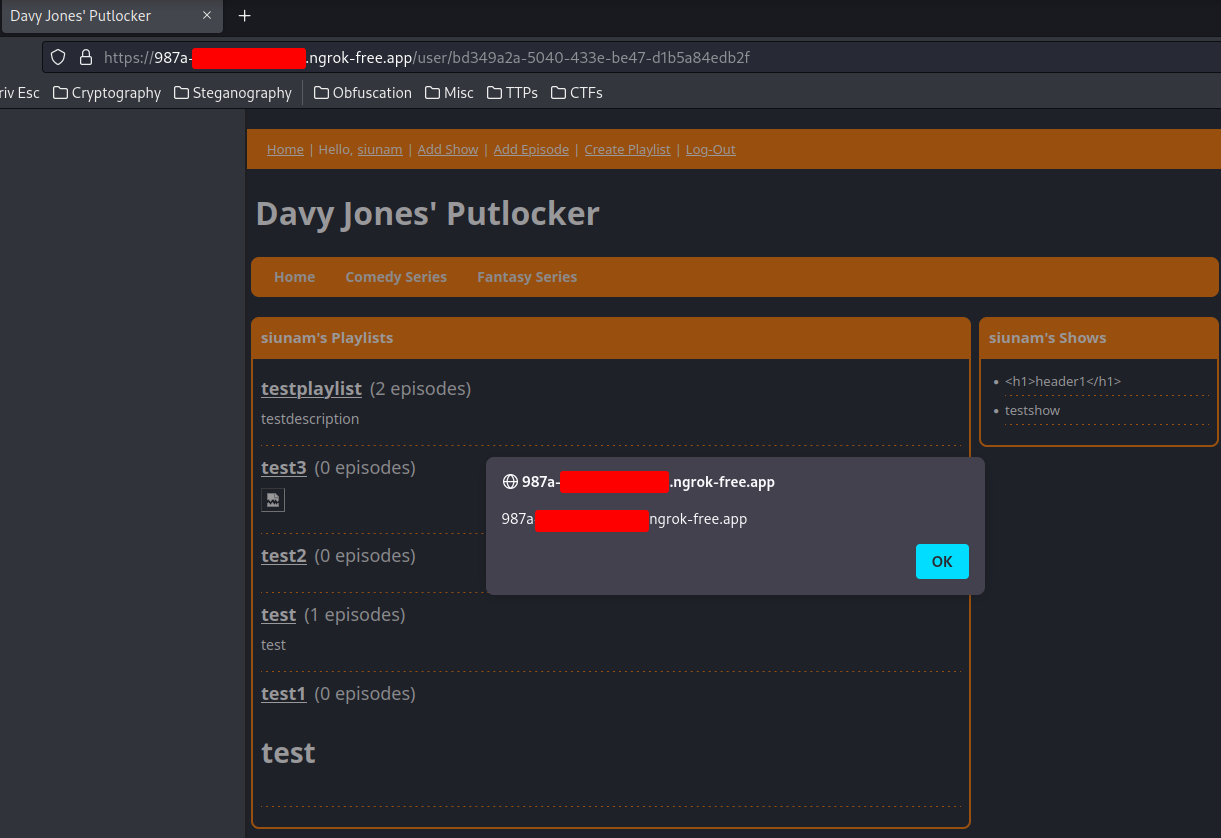 Davy Jones' Putlocker
https://987a-.ngrok-free.app/user/bd349a2a-5040-433e-be47-d1b5a84edb2f
riv Esc Cryptography Steganography Obfuscation Misc TTPs CTFs
Home | Hello, siunam | Add Show | Add Episode | Create Playlist | Log-Out
Davy Jones' Putlocker
Home Comedy Series Fantasy Series
siunam's Playlists
testplaylist (2 episodes)
testdescription
test3 (0 episodes)
test2 (0 episodes)
test (1 episodes)
test
test1 (0 episodes)
test
siunam's Shows
<h1>header1</h1>
testshow
987a-.ngrok-free.app
987a ngrok-free.app
OK